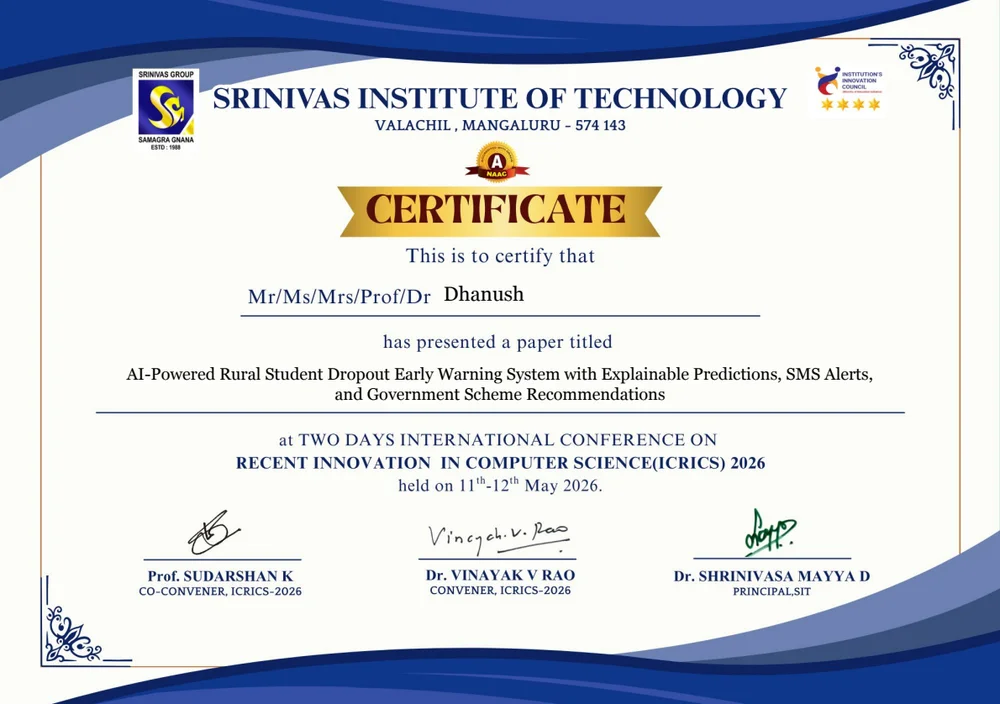 SRINIVAS GROUP
SAMAGRA GNANA
ESTD : 1988
SRINIVAS INSTITUTE OF TECHNOLOGY
VALACHIL , MANGALURU - 574 143
INSTITUTION'S
INNOVATION
COUNCIL
A
NAAC
CERTIFICATE
This is to certify that
Mr/Ms/Mrs/Prof/Dr Dhanush
has presented a paper titled
AI-Powered Rural Student Dropout Early Warning System with Explainable Predictions, SMS Alerts,
and Government Scheme Recommendations
at TWO DAYS INTERNATIONAL CONFERENCE ON
RECENT INNOVATION IN COMPUTER SCIENCE(ICRICS) 2026
held on 11th-12th May 2026.
Vinayak.V.Rao
Prof. SUDARSHAN K
CO-CONVENER, ICRICS-2026
Dr. VINAYAK V RAO
CONVENER, ICRICS-2026
Dr. SHRINIVASA MAYYA D
PRINCIPAL,SIT